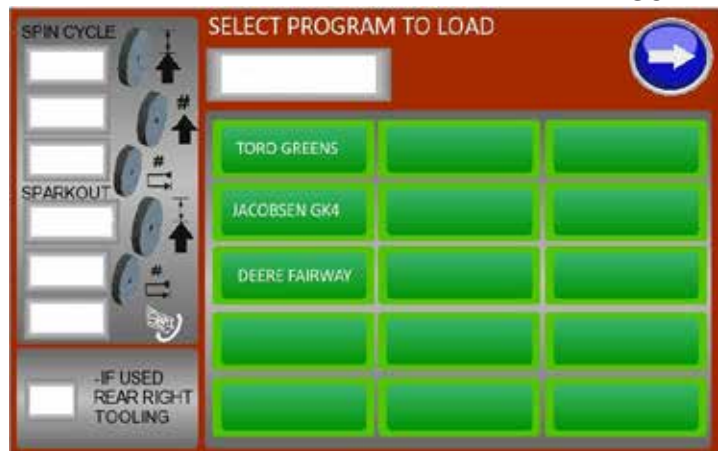 SPIN CYCLE
#
#
SPARKOUT
#
-IF USED
REAR RIGHT
TOOLING
SELECT PROGRAM TO LOAD
TORO GREENS
JACOBSEN GK4
DEERE FAIRWAY